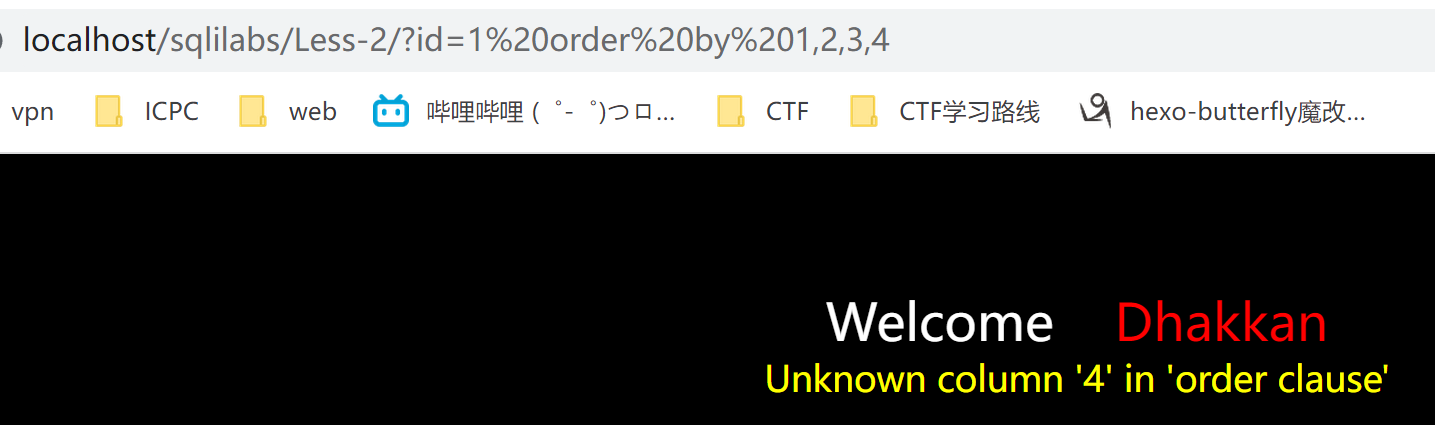 localhost/sqlilabs/Less-2/?id=1%20order%20by%201,2,3,4
vpn ICPC web 哔哩哔哩 (゜-゜)つロ... CTF CTF学习路线 hexo-butterfly魔改...
Welcome Dhakkan
Unknown column '4' in 'order clause'